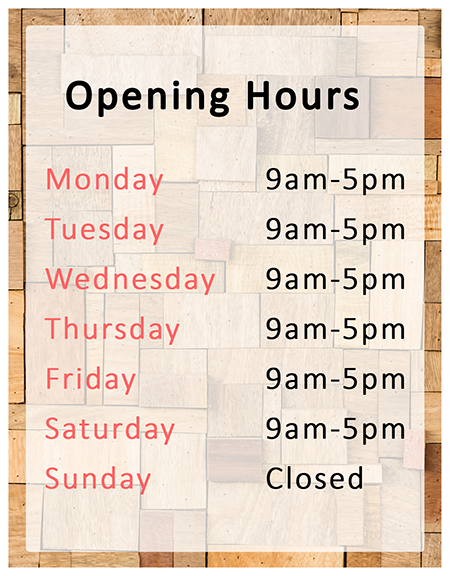 Opening Hours
Monday 9am-5pm
Tuesday 9am-5pm
Wednesday 9am-5pm
Thursday 9am-5pm
Friday 9am-5pm
Saturday 9am-5pm
Sunday Closed